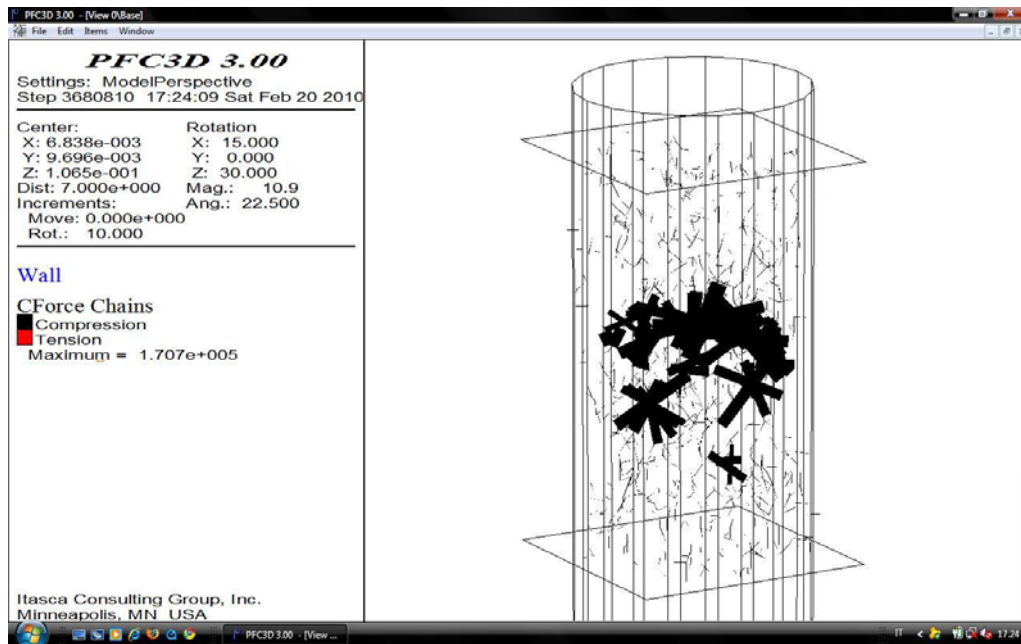 PFC3D 3.00 - [View 0\Base]
File Edit Items Window
PFC3D 3.00
Settings: ModelPerspective
Step 3680810 17:24:09 Sat Feb 20 2010
Center: Rotation
X: 6.838e-003 X: 15.000
Y: 9.696e-003 Y: 0.000
Z: 1.065e-001 Z: 30.000
Dist: 7.000e+000 Mag.: 10.9
Increments: Ang.: 22.500
Move: 0.000e+000
Rot.: 10.000
Wall
CForce Chains
Compression
Tension
Maximum = 1.707e+005
Itasca Consulting Group, Inc.
Minneapolis, MN USA
PFC3D 3.00 - [View ...
IT
17.24